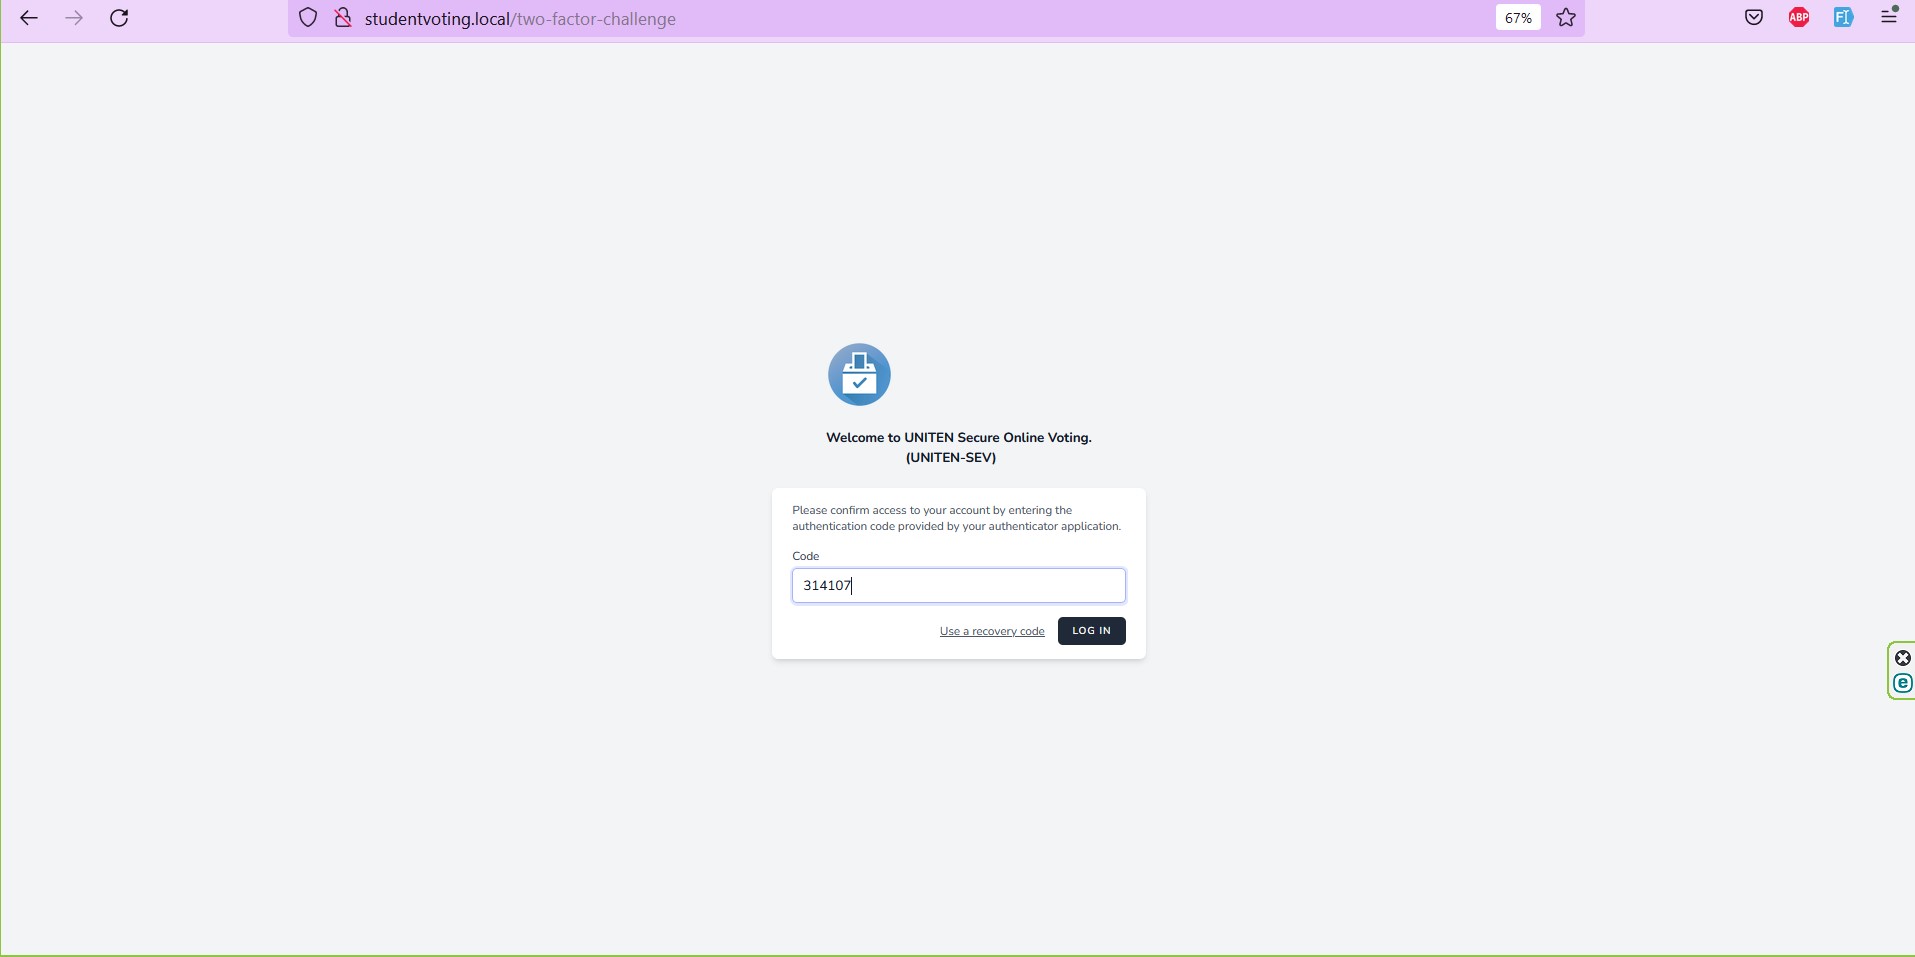 studentvoting.local/two-factor-challenge
67%
ABP
FI
Welcome to UNITEN Secure Online Voting.
(UNITEN-SEV)
Please confirm access to your account by entering the
authentication code provided by your authenticator application.
Code
314107
Use a recovery code
LOG IN
e